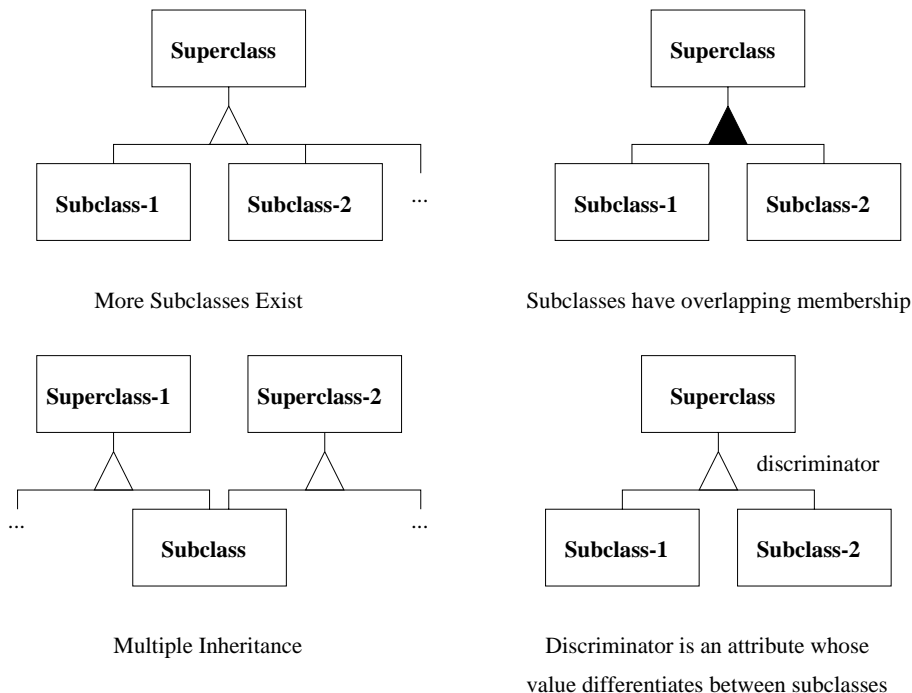 Superclass
Superclass
Subclass-1
Subclass-2
...
Subclass-1
Subclass-2
More Subclasses Exist
Subclasses have overlapping membership
Superclass-1
Superclass-2
Superclass
discriminator
...
Subclass
...
Subclass-1
Subclass-2
Multiple Inheritance
Discriminator is an attribute whose
value differentiates between subclasses